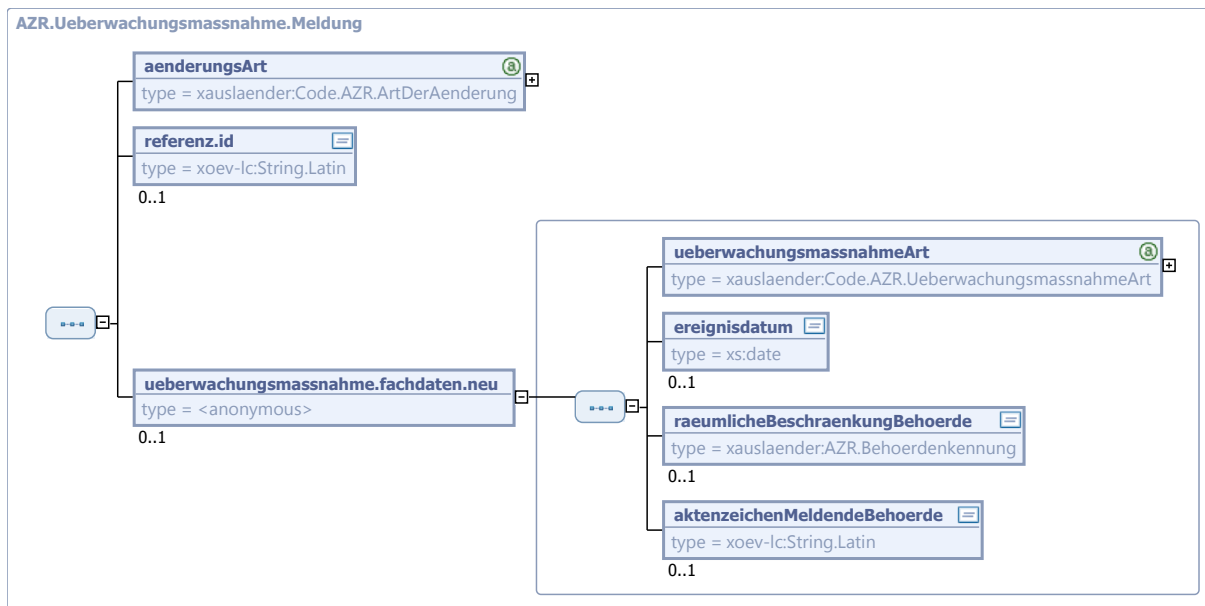 AZR.Ueberwachungsmassnahme.Meldung
aenderungsArt
type = xauslaender:Code.AZR.ArtDerAenderung
referenz.id
type = xoev-lc:String.Latin
0..1
ueberwachungsmassnahme.fachdaten.neu
type = <anonymous>
0..1
ueberwachungsmassnahmeArt
type = xauslaender:Code.AZR.UeberwachungsmassnahmeArt
ereignisdatum
type = xs:date
0..1
raeumlicheBeschraenkungBehoerde
type = xauslaender:AZR.Behoerdenkennung
0..1
aktenzeichenMeldendeBehoerde
type = xoev-lc:String.Latin
0..1